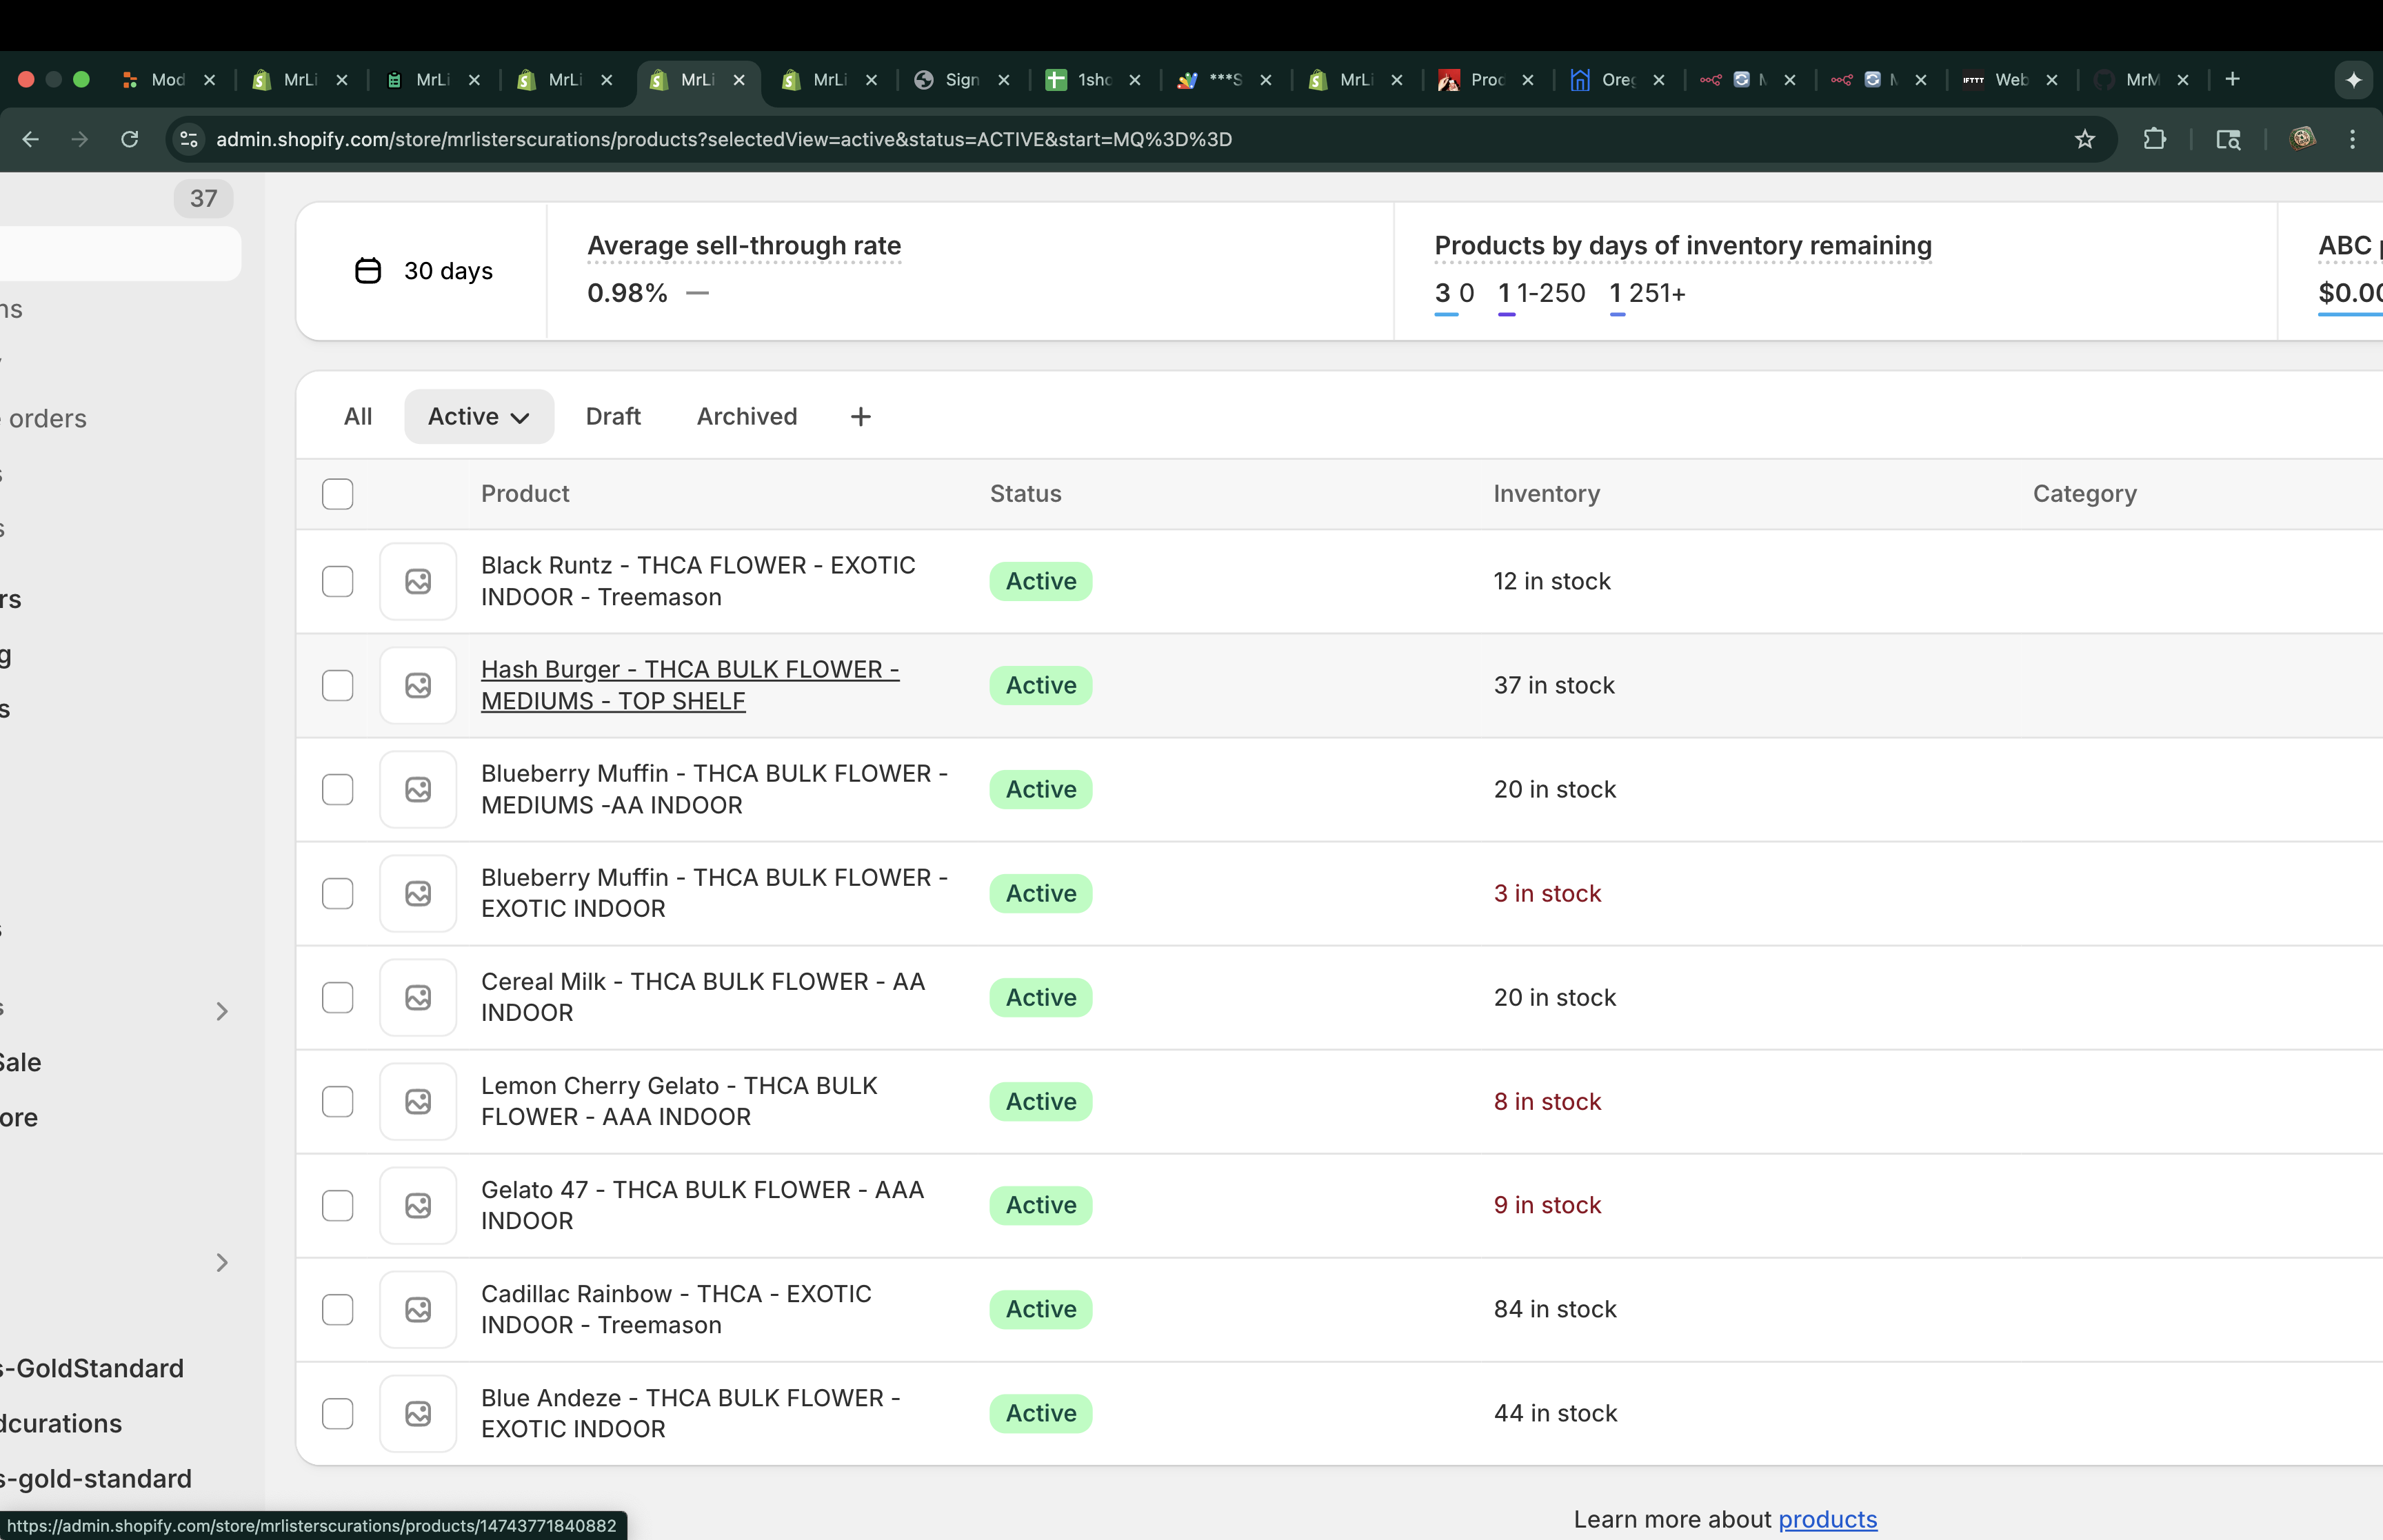 Mod
MrLi
MrLi
MrLi
MrLi
MrLi
Sign
1sho
***S
MrLi
Proc
Oreg
IFTTT Web
MrM
admin.shopify.com/store/mrlisterscurations/products?selectedView=active&status=ACTIVE&start=MQ%3D%3D
37
ns
orders
s
s
rs
g
s
s
s
Sale
ore
s-GoldStandard
dcurations
s-gold-standard
30 days
Average sell-through rate
0.98% —
Products by days of inventory remaining
3 0 1 1-250 1 251+
ABC
$0.00
All Active Draft Archived +
Product Status Inventory Category
Black Runtz - THCA FLOWER - EXOTIC
INDOOR - Treemason
Active
12 in stock
Hash Burger - THCA BULK FLOWER -
MEDIUMS - TOP SHELF
Active
37 in stock
Blueberry Muffin - THCA BULK FLOWER -
MEDIUMS -AA INDOOR
Active
20 in stock
Blueberry Muffin - THCA BULK FLOWER -
EXOTIC INDOOR
Active
3 in stock
Cereal Milk - THCA BULK FLOWER - AA
INDOOR
Active
20 in stock
Lemon Cherry Gelato - THCA BULK
FLOWER - AAA INDOOR
Active
8 in stock
Gelato 47 - THCA BULK FLOWER - AAA
INDOOR
Active
9 in stock
Cadillac Rainbow - THCA - EXOTIC
INDOOR - Treemason
Active
84 in stock
Blue Andeze - THCA BULK FLOWER -
EXOTIC INDOOR
Active
44 in stock
Learn more about products
https://admin.shopify.com/store/mrlisterscurations/products/14743771840882